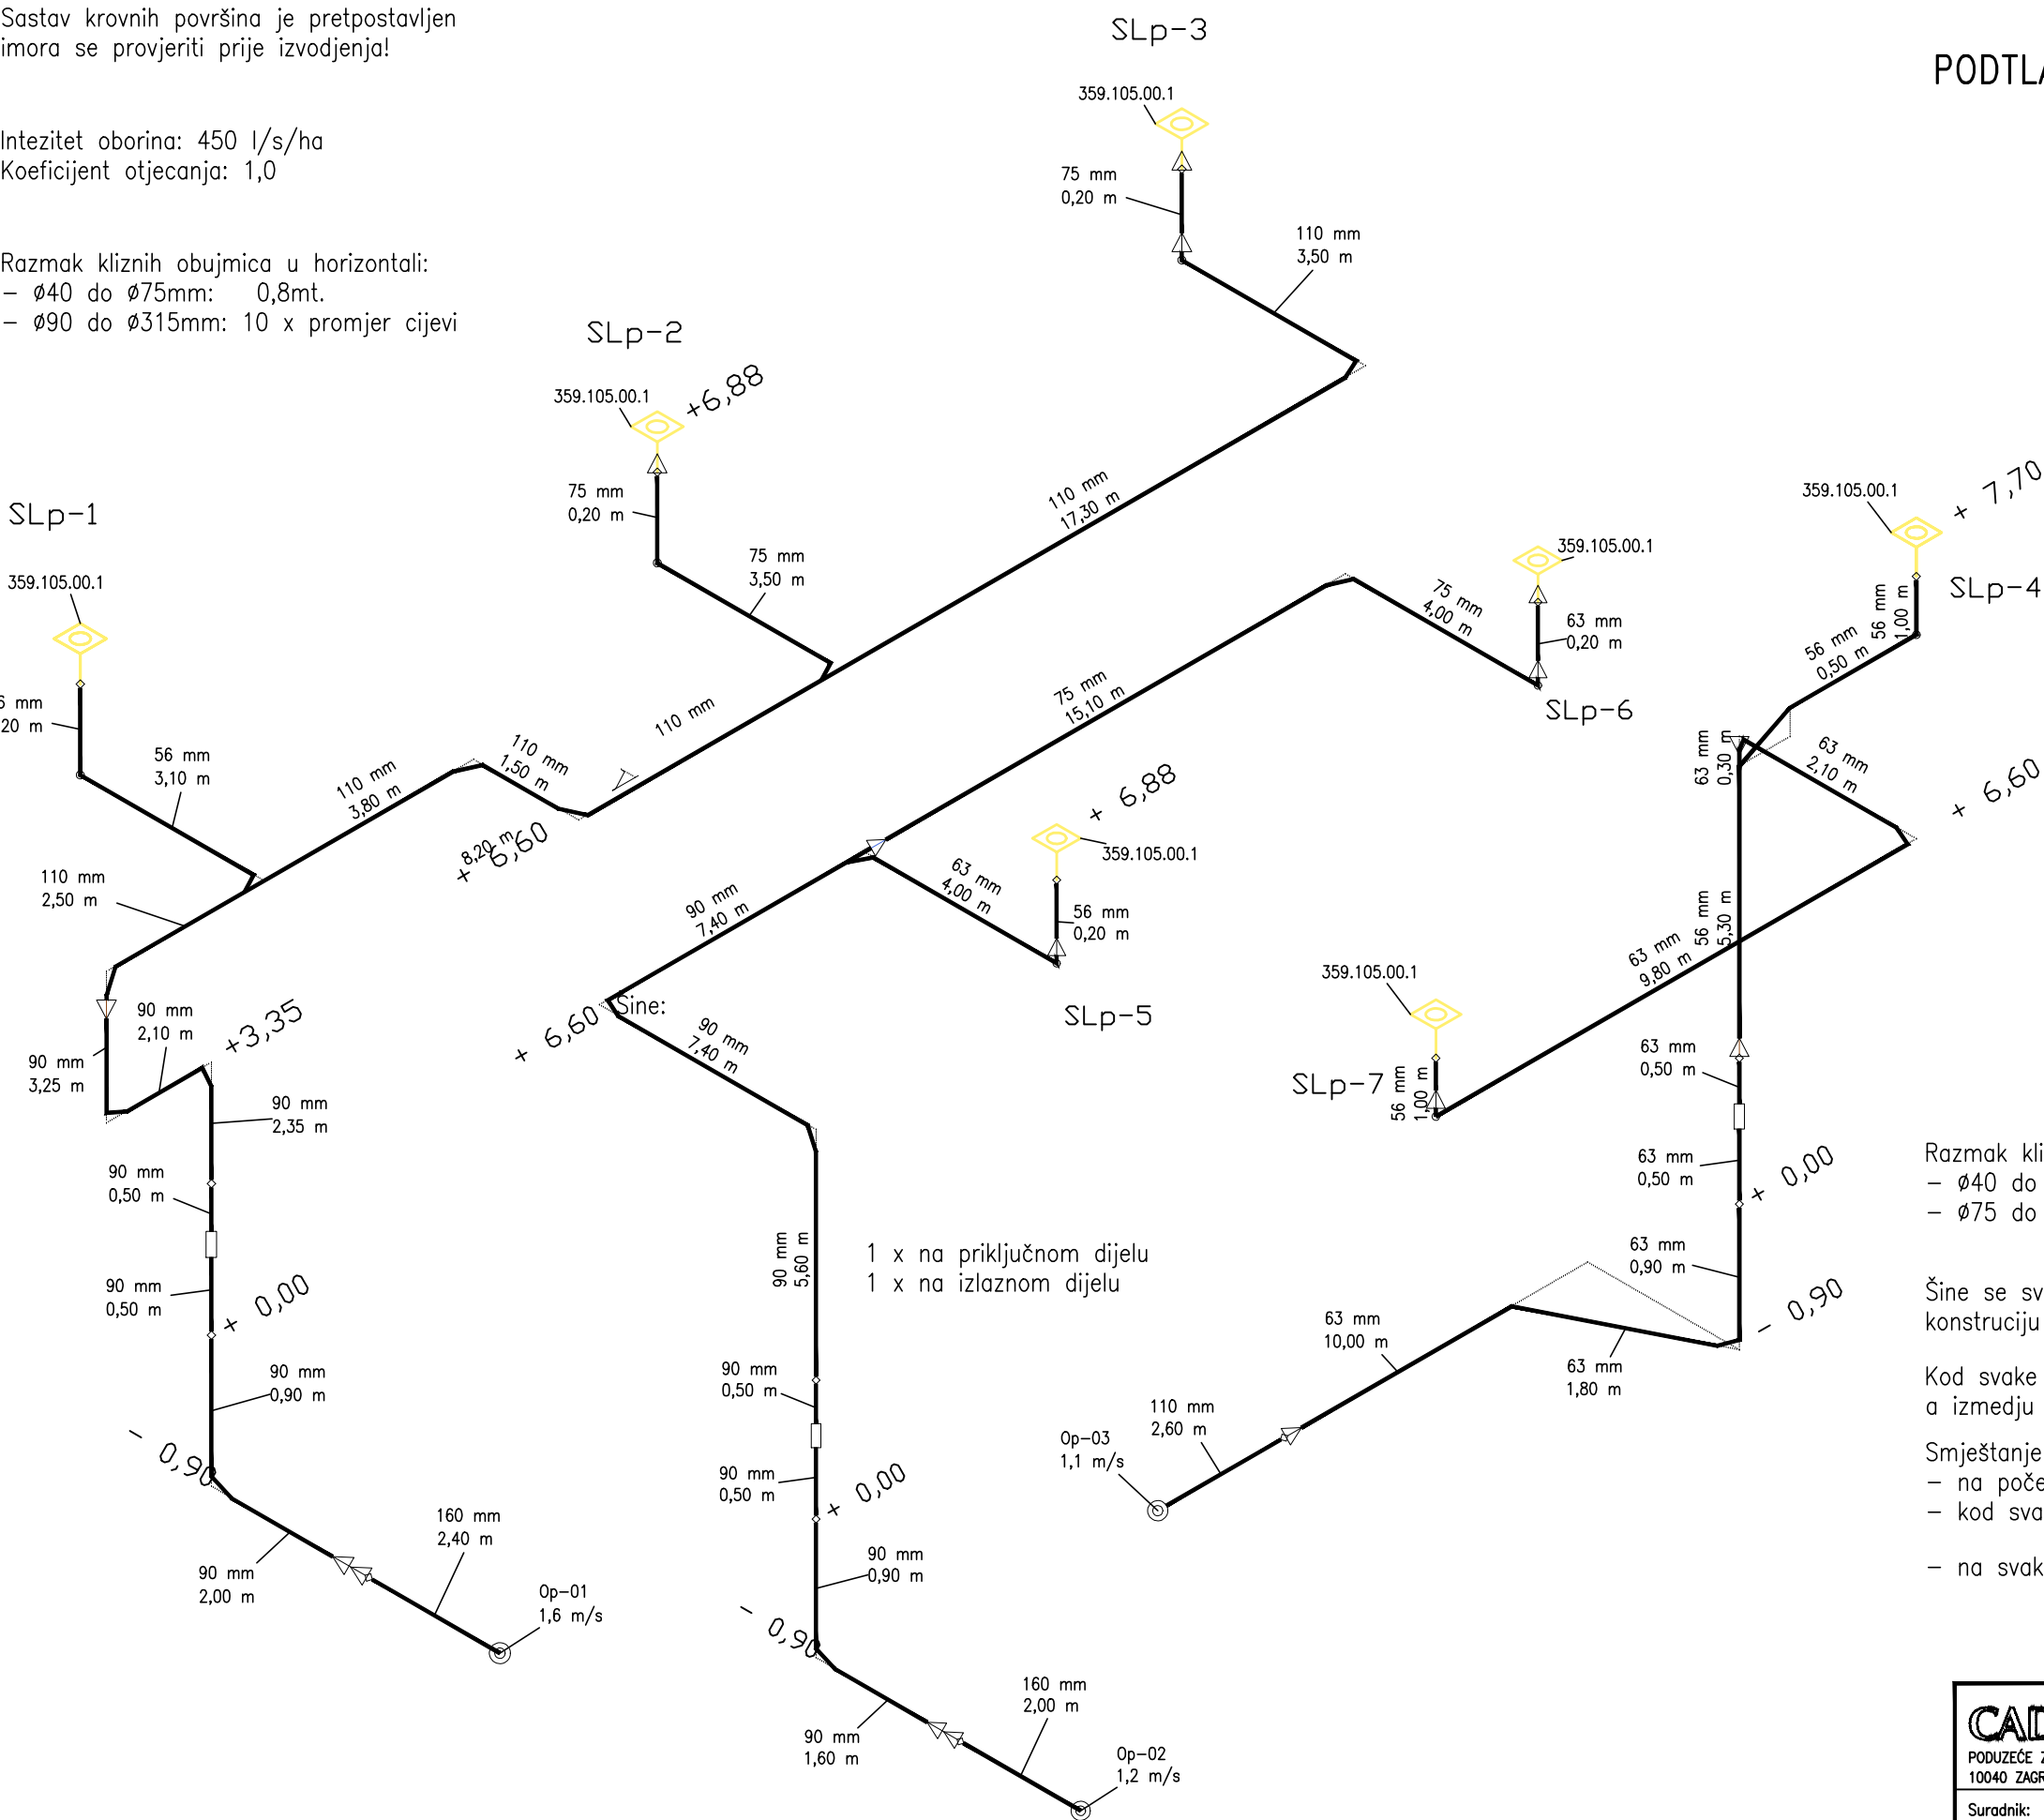 Sastav krovnih površina je pretpostavljen
imora se provjeriti prije izvodjenja!
Intezitet oborina: 450 l/s/ha
Koeficijent otjecanja: 1,0
Razmak kliznih obujmica u horizontali:
- ø40 do ø75mm: 0,8mt.
- ø90 do ø315mm: 10 x promjer cijevi
PODTLA
SLp-3
359.105.00.1
75 mm
0,20 m
110 mm
3,50 m
SLp-2
359.105.00.1
+6,88
75 mm
0,20 m
75 mm
3,50 m
110 mm
17,30 m
SLp-1
359.105.00.1
6 mm
20 m
56 mm
3,10 m
110 mm
2,50 m
110 mm
3,80 m
110 mm
1,50 m
110 mm
8,20 m
+ 6,60
359.105.00.1
63 mm
0,20 m
SLp-6
75 mm
4,00 m
75 mm
15,10 m
359.105.00.1
+ 7,70
SLp-4
56 mm
1,00 m
56 mm
0,50 m
63 mm
0,30 m
63 mm
2,10 m
+ 6,60
+ 6,88
359.105.00.1
63 mm
4,00 m
56 mm
0,20 m
SLp-5
90 mm
7,40 m
+ 6,60
Sine:
90 mm
7,40 m
56 mm
5,30 m
63 mm
9,80 m
359.105.00.1
SLp-7
56 mm
1,00 m
90 mm
2,10 m
+3,35
90 mm
3,25 m
90 mm
2,35 m
90 mm
0,50 m
90 mm
0,50 m
+ 0,00
90 mm
0,90 m
- 0,90
90 mm
2,00 m
160 mm
2,40 m
Op-01
1,6 m/s
90 mm
5,60 m
1 x na priključnom dijelu
1 x na izlaznom dijelu
90 mm
0,50 m
90 mm
0,50 m
+ 0,00
90 mm
0,90 m
- 0,90
90 mm
1,60 m
160 mm
2,00 m
Op-02
1,2 m/s
63 mm
0,50 m
63 mm
0,50 m
+ 0,00
63 mm
0,90 m
- 0,90
63 mm
1,80 m
63 mm
10,00 m
110 mm
2,60 m
Op-03
1,1 m/s
Razmak kli
- ø40 do
- ø75 do
Šine se sv
konstruciju
Kod svake
a izmedju
Smještanje
- na poče
- kod sva
- na svak
CAD
PODUZEĆE Z
10040 ZAGR
Suradnik: